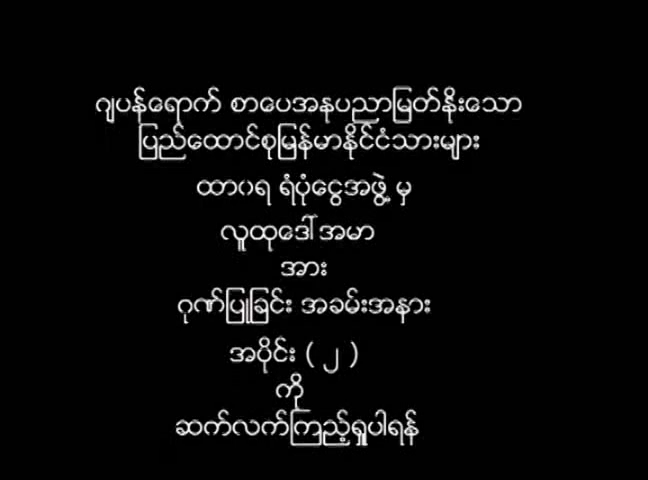 ဂျပန်ရောက် စာပေအနုပညာမြတ်နိုးသော
ပြည်ထောင်စုမြန်မာနိုင်ငံသားများ
ထာဝရ ရံပုံငွေအဖွဲ့ မှ
လူထုဒေါ်အမာ
အား
ဂုဏ်ပြုခြင်း အခမ်းအနား
အပိုင်း ( ၂ )
ကို
ဆက်လက်ကြည့်ရှုပါရန်